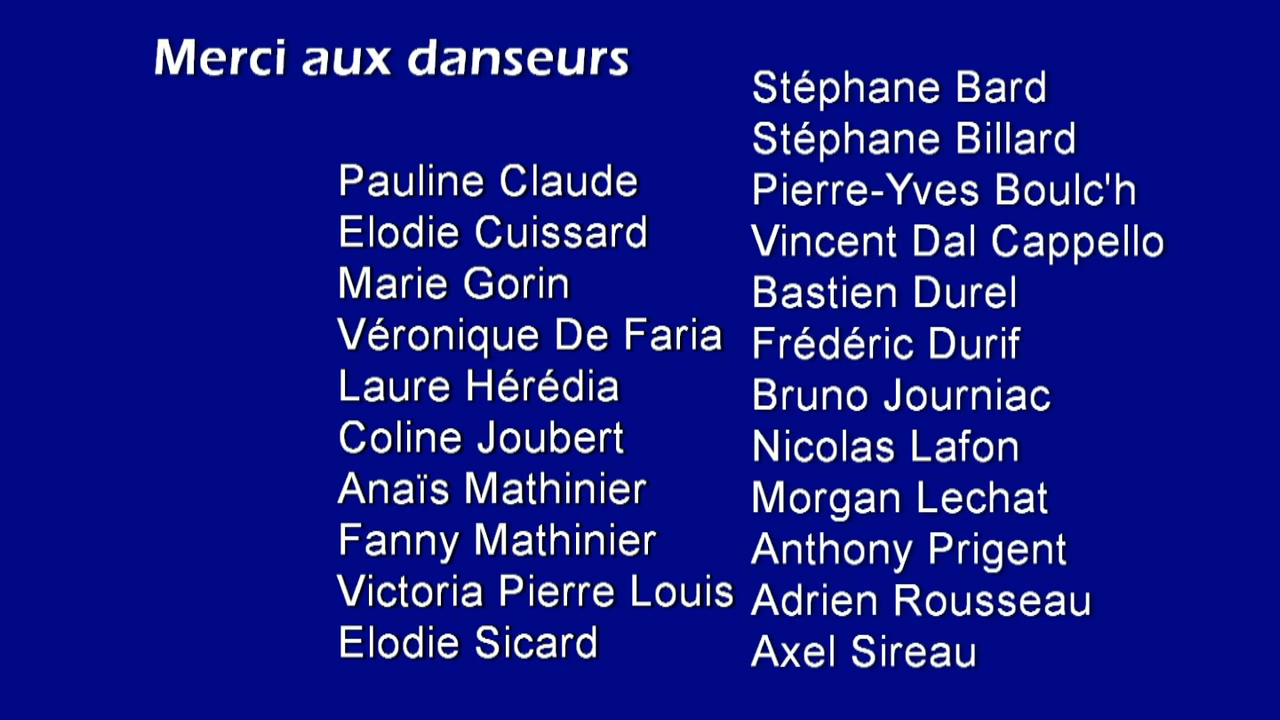 Merci aux danseurs
Pauline Claude
Elodie Cuissard
Marie Gorin
Véronique De Faria
Laure Hérédia
Coline Joubert
Anaïs Mathinier
Fanny Mathinier
Victoria Pierre Louis
Elodie Sicard
Stéphane Bard
Stéphane Billard
Pierre-Yves Boulc'h
Vincent Dal Cappello
Bastien Durel
Frédéric Durif
Bruno Journiac
Nicolas Lafon
Morgan Lechat
Anthony Prigent
Adrien Rousseau
Axel Sireau